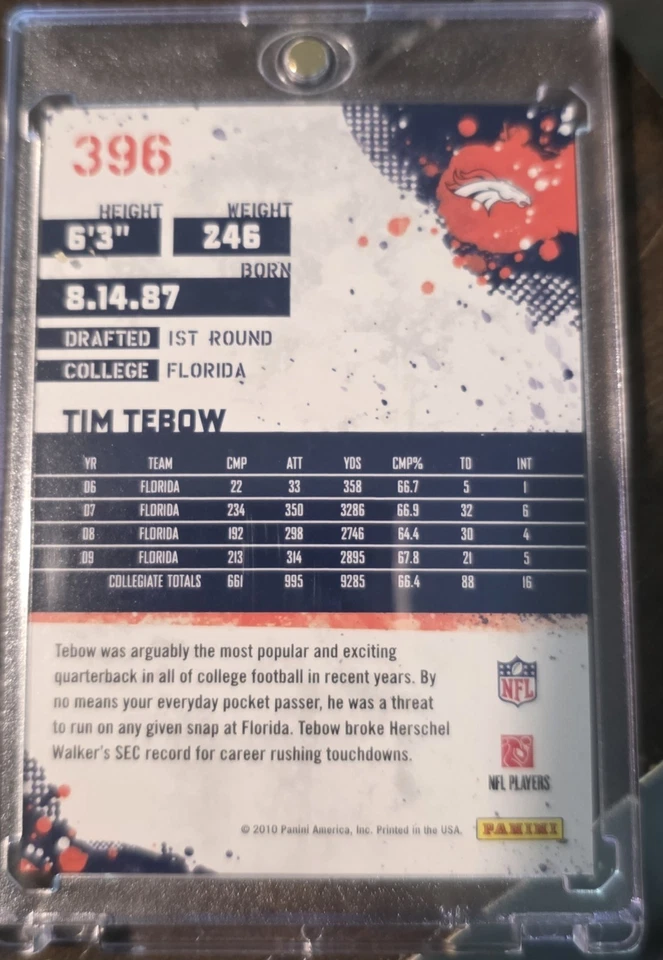 396
HEIGHT WEIGHT
6'3" 246
BORN
8.14.87
DRAFTED 1ST ROUND
COLLEGE FLORIDA
TIM TEBOW
YR TEAM CMP ATT YDS CMP% TD INT
06 FLORIDA 22 33 358 66.7 5 1
07 FLORIDA 234 350 3286 66.9 32 6
08 FLORIDA 192 298 2746 64.4 30 4
09 FLORIDA 213 314 2895 67.8 21 5
COLLEGIATE TOTALS 661 995 9285 66.4 88 16
Tebow was arguably the most popular and exciting
quarterback in all of college football in recent years. By
no means your everyday pocket passer, he was a threat
to run on any given snap at Florida. Tebow broke Herschel
Walker's SEC record for career rushing touchdowns.
NFL
NFL PLAYERS
© 2010 Panini America, Inc. Printed in the USA.
PANINI